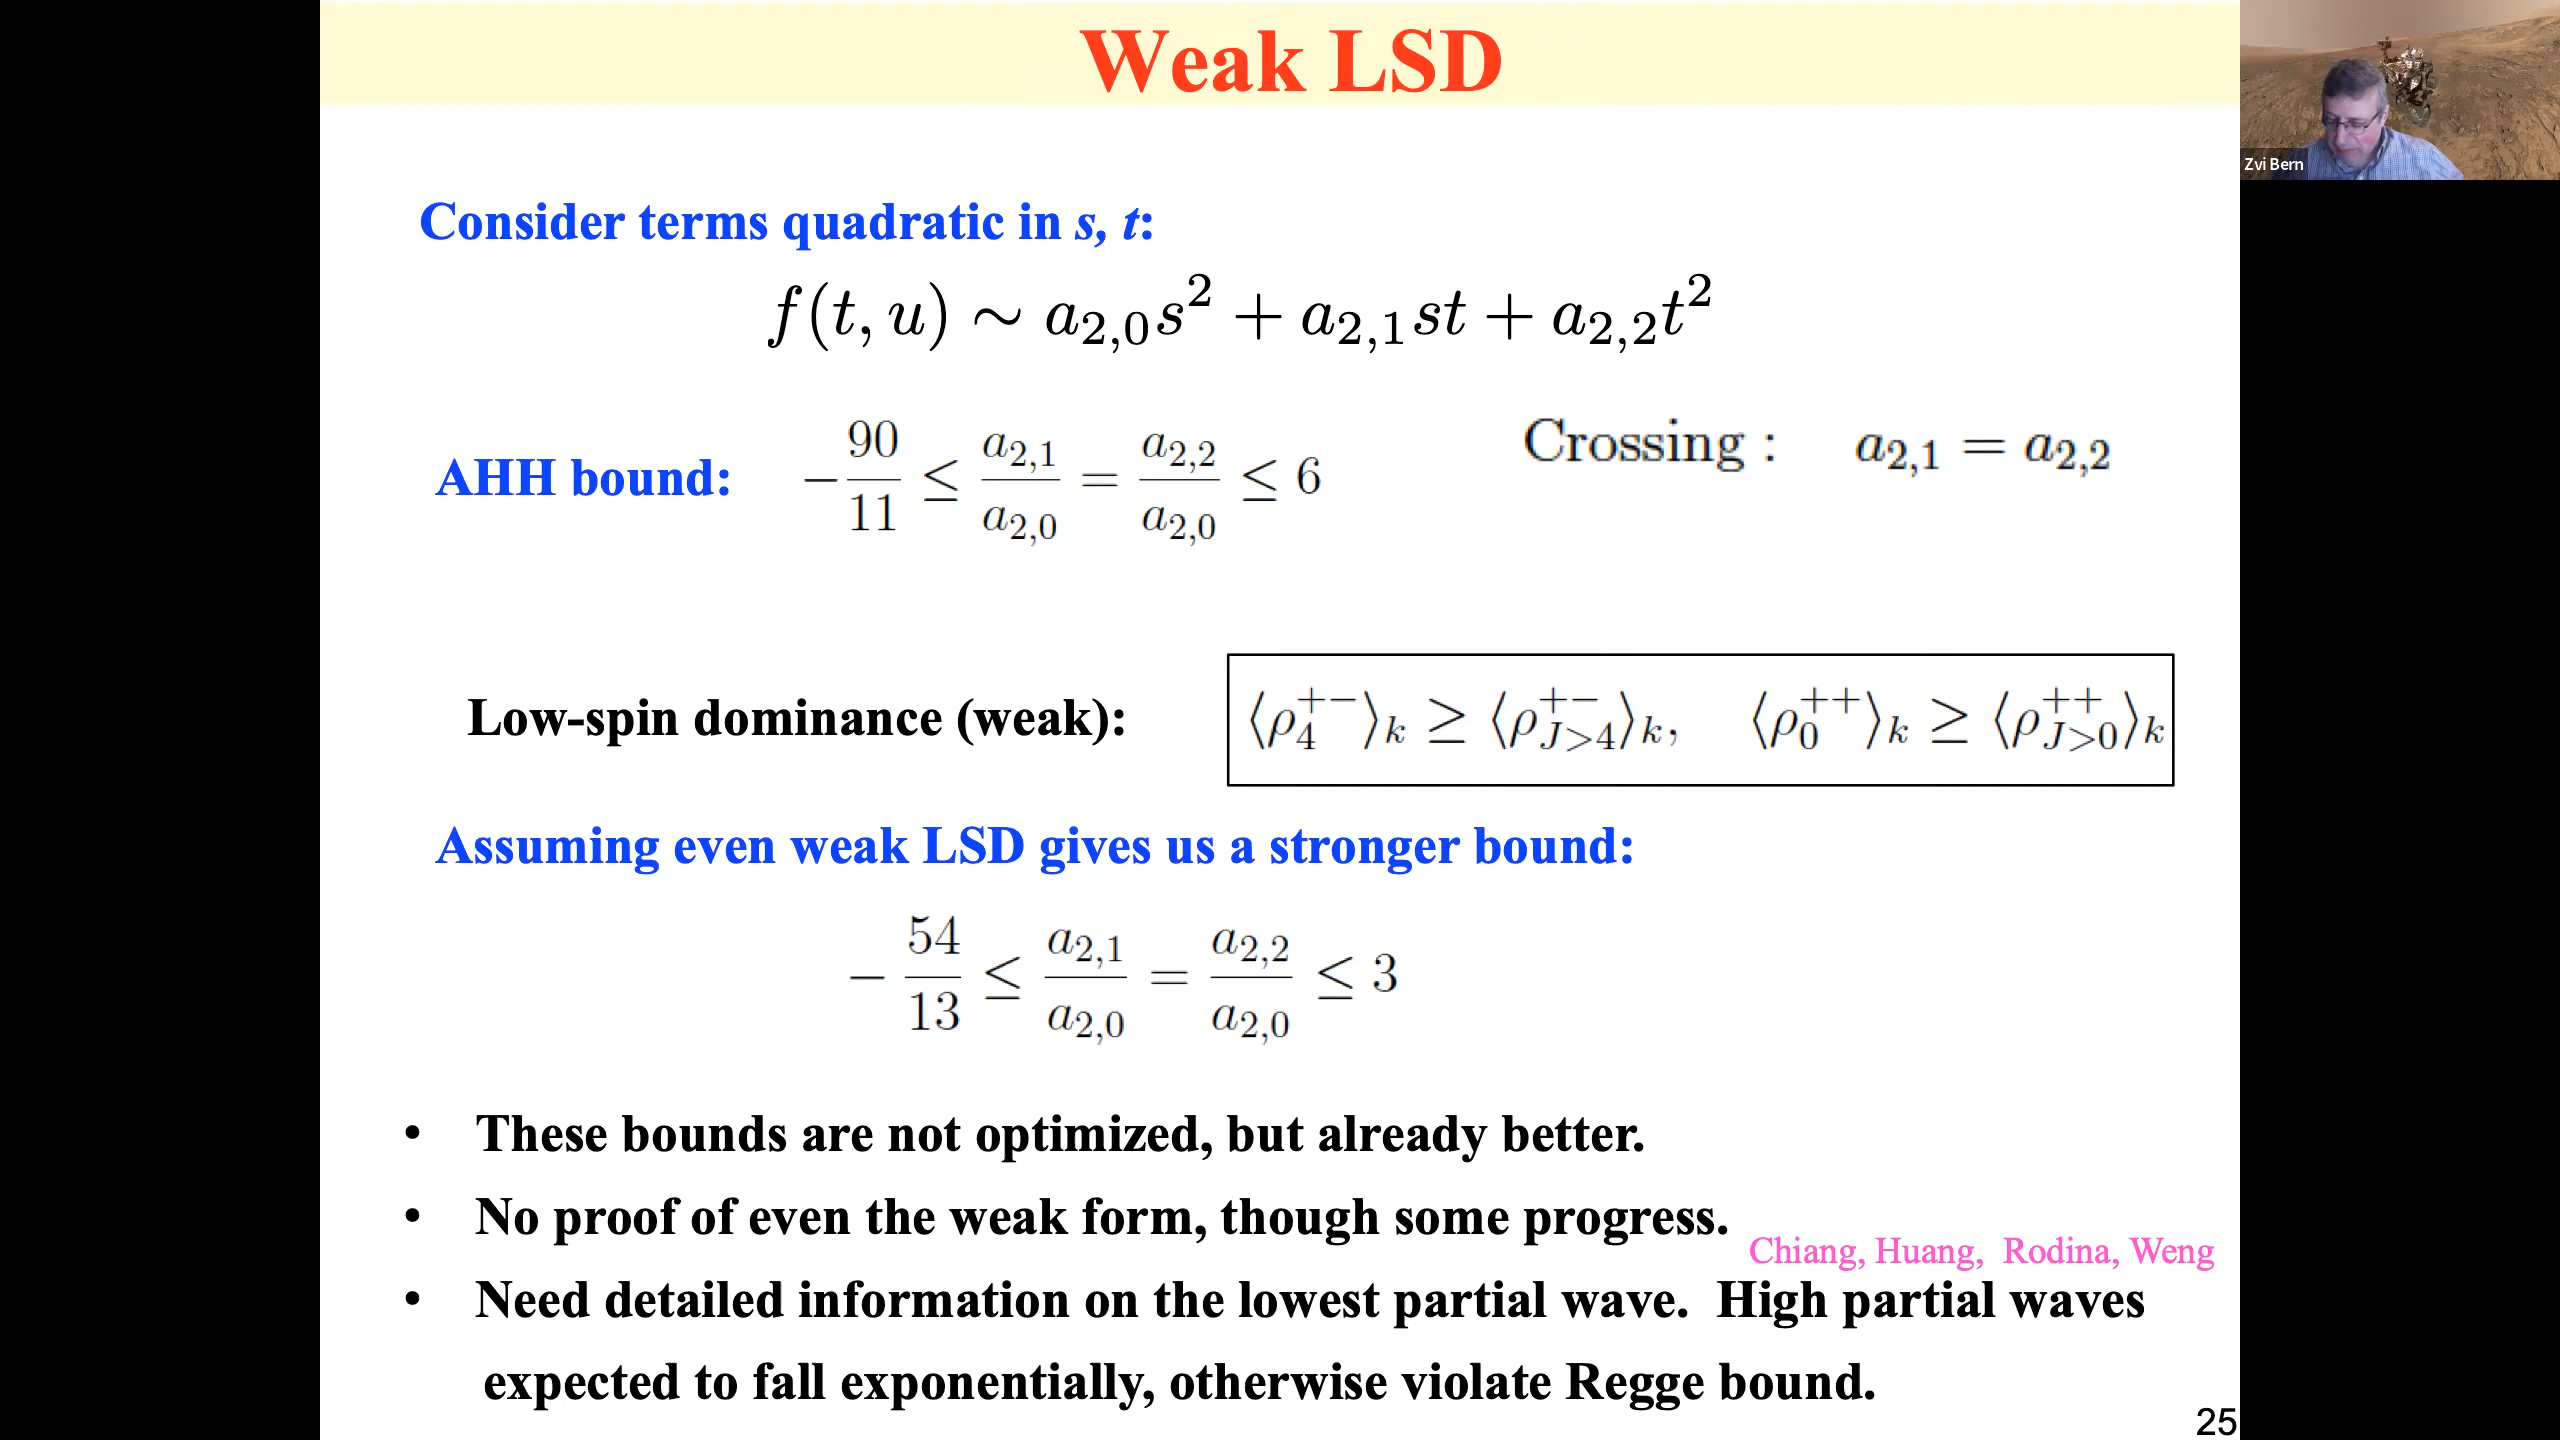 Weak LSD
Zvi Bern
Consider terms quadratic in s, t:
f(t, u) ∼ a_{2,0}s^2 + a_{2,1}st + a_{2,2}t^2
AHH bound: −90/11 ≤ a_{2,1}/a_{2,0} = a_{2,2}/a_{2,0} ≤ 6
Crossing : a_{2,1} = a_{2,2}
Low-spin dominance (weak): ⟨ρ_4^{+−}⟩_k ≥ ⟨ρ_{J>4}^{+−}⟩_k, ⟨ρ_0^{++}⟩_k ≥ ⟨ρ_{J>0}^{++}⟩_k
Assuming even weak LSD gives us a stronger bound:
−54/13 ≤ a_{2,1}/a_{2,0} = a_{2,2}/a_{2,0} ≤ 3
• These bounds are not optimized, but already better.
• No proof of even the weak form, though some progress.
Chiang, Huang, Rodina, Weng
• Need detailed information on the lowest partial wave. High partial waves
expected to fall exponentially, otherwise violate Regge bound.
25